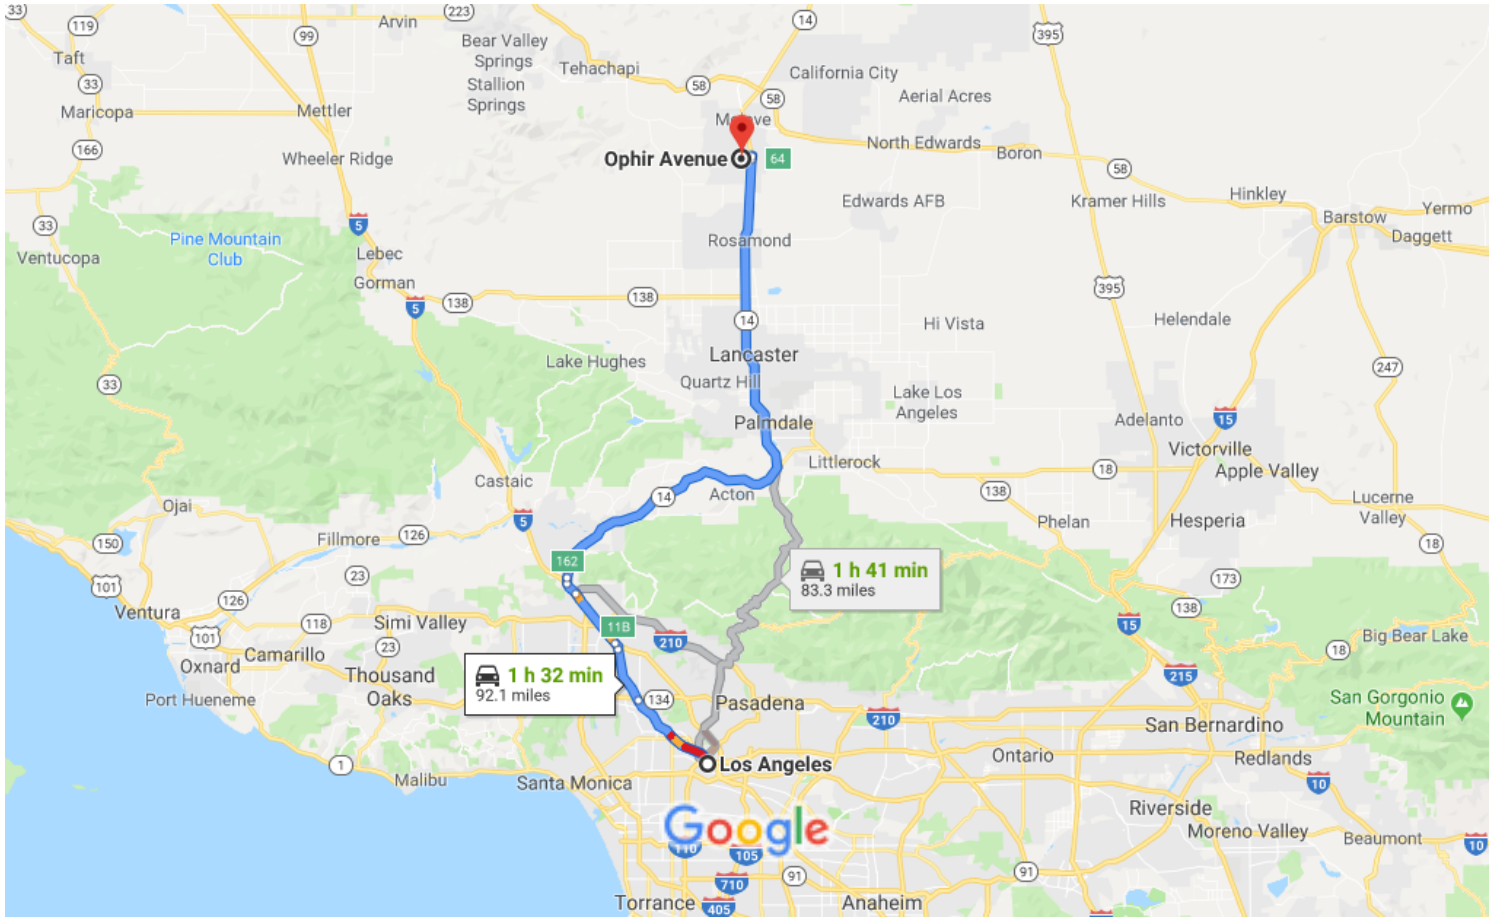 33
119
Taft
33
Maricopa
166
Arvin
99
Mettler
Wheeler Ridge
223
Bear Valley
Springs
Stallion
Springs
Tehachapi
58
14
California City
58
Aerial Acres
395
Ophir Avenue
64
North Edwards
Boron
58
Edwards AFB
Kramer Hills
Hinkley
Barstow
Yermo
Daggett
33
Ventucopa
Pine Mountain
Club
5
Lebec
Gorman
5
138
138
Rosamond
14
395
Hi Vista
Helendale
Lancaster
Lake Hughes
Quartz Hill
33
247
Lake Los
Angeles
Palmdale
Adelanto
15
Victorville
Apple Valley
Littlerock
18
138
Castaic
14
Acton
5
Ojai
Phelan
Hesperia
Lucerne
Valley
18
150
Fillmore
126
101
23
162
1 h 41 min
83.3 miles
173
138
Ventura
126
118
Simi Valley
11B
210
15
101
Camarillo
23
Oxnard
Thousand
Oaks
Port Hueneme
1 h 32 min
92.1 miles
134
Pasadena
210
215
Big Bear Lake
18
San Gorgonio
Mountain
San Bernardino
1
Malibu
Santa Monica
Los Angeles
Ontario
Redlands
10
Google
Riverside
Moreno Valley
Beaumont
10
110
105
91
91
710
Torrance
405
Anaheim